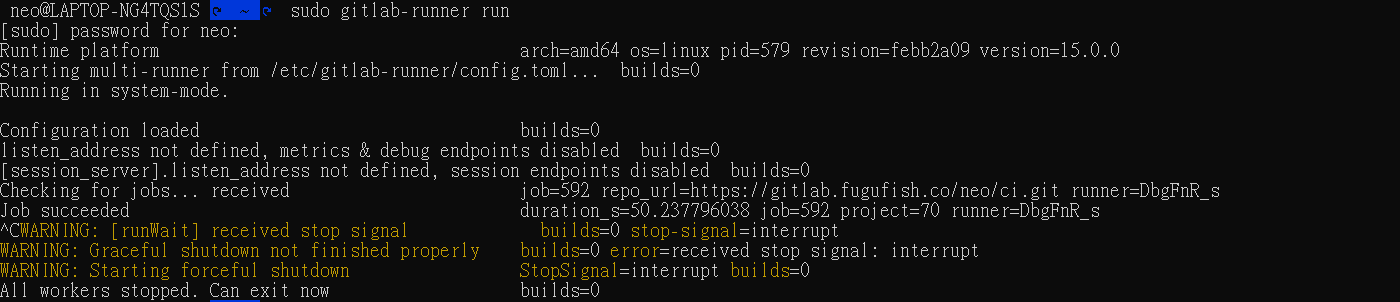 neo@LAPTOP-NG4TQS1S ~ sudo gitlab-runner run
[sudo] password for neo:
Runtime platform arch=amd64 os=linux pid=579 revision=febb2a09 version=15.0.0
Starting multi-runner from /etc/gitlab-runner/config.toml... builds=0
Running in system-mode.
Configuration loaded builds=0
listen_address not defined, metrics & debug endpoints disabled builds=0
[session_server].listen_address not defined, session endpoints disabled builds=0
Checking for jobs... received job=592 repo_url=https://gitlab.fugufish.co/neo/ci.git runner=DbgFnR_s
Job succeeded duration_s=50.237796038 job=592 project=70 runner=DbgFnR_s
^CWARNING: [runWait] received stop signal builds=0 stop-signal=interrupt
WARNING: Graceful shutdown not finished properly builds=0 error=received stop signal: interrupt
WARNING: Starting forceful shutdown StopSignal=interrupt builds=0
All workers stopped. Can exit now builds=0